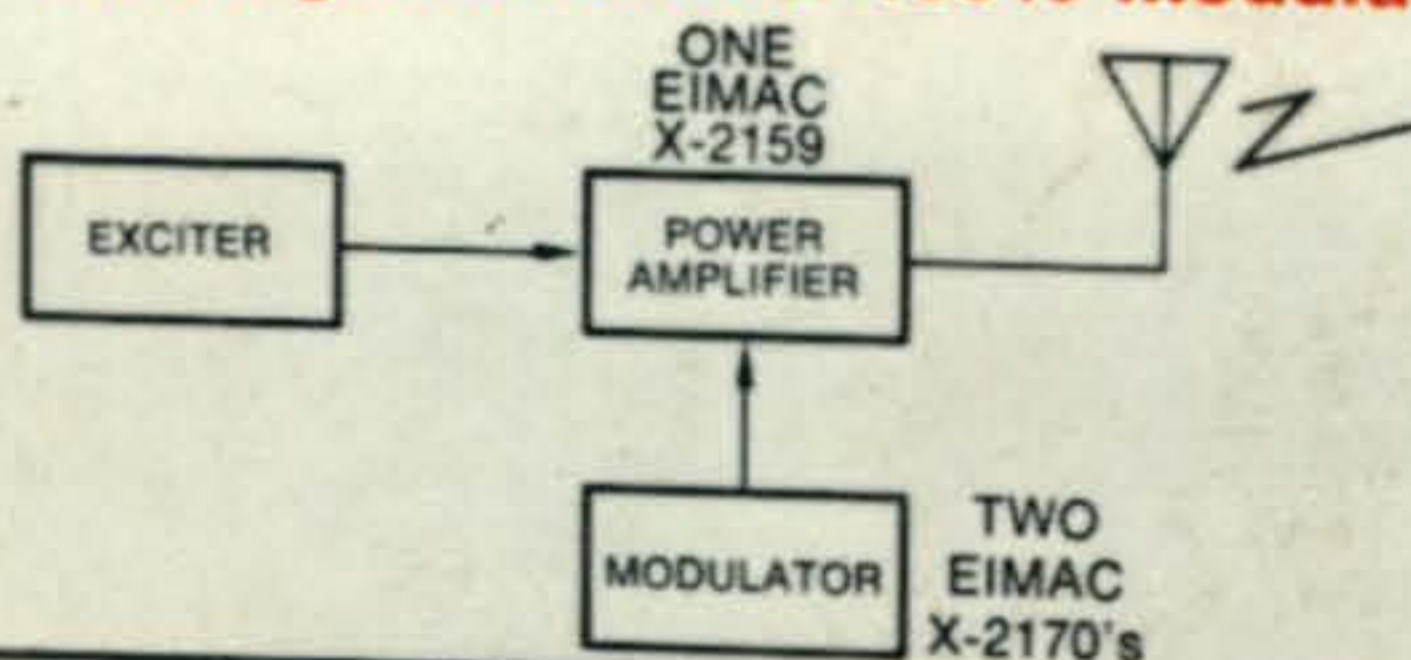 ONE
EIMAC
X-2159
EXCITER
POWER
AMPLIFIER
MODULATOR
TWO
EIMAC
X-2170's